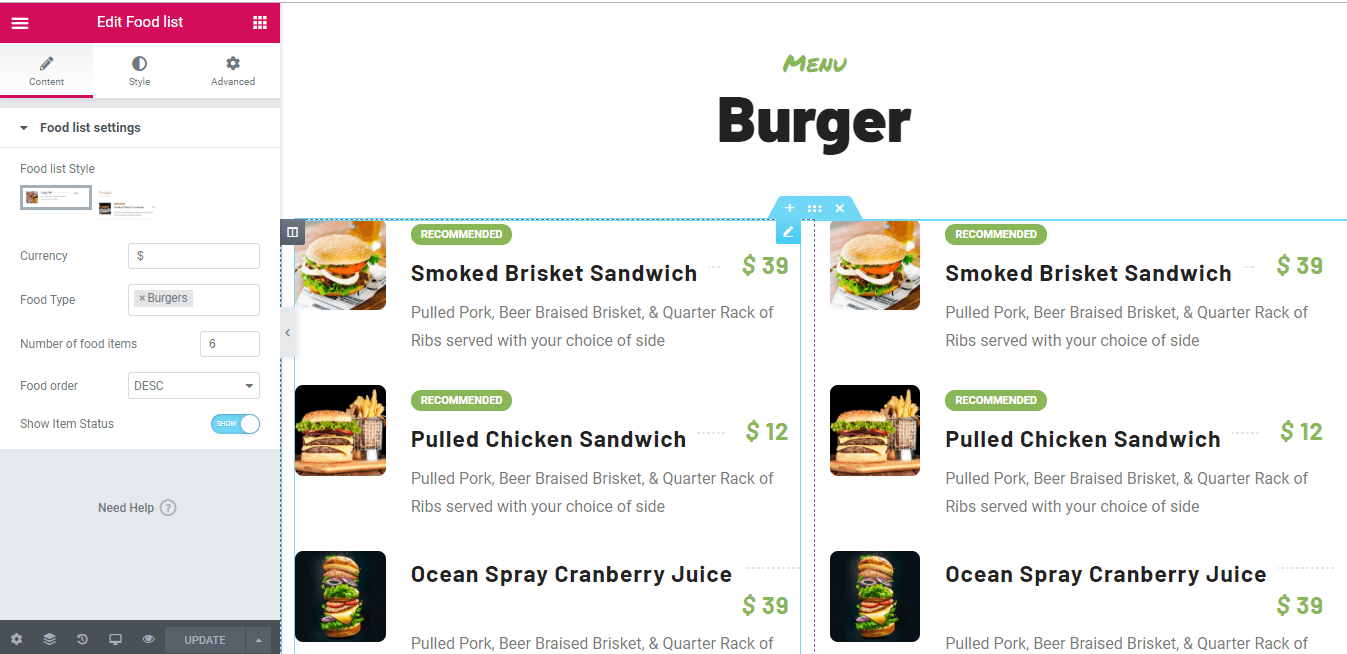 Edit Food list
Content
Style
Advanced
Food list settings
Food list Style
Currency
$
Food Type
× Burgers
Number of food items
6
Food order
DESC
Show Item Status
SHOW
Need Help ?
UPDATE
Menu
Burger
RECOMMENDED
Smoked Brisket Sandwich
$ 39
Pulled Pork, Beer Braised Brisket, & Quarter Rack of
Ribs served with your choice of side
RECOMMENDED
Pulled Chicken Sandwich
$ 12
Pulled Pork, Beer Braised Brisket, & Quarter Rack of
Ribs served with your choice of side
Ocean Spray Cranberry Juice
$ 39
Pulled Pork, Beer Braised Brisket, & Quarter Rack of
RECOMMENDED
Smoked Brisket Sandwich
$ 39
Pulled Pork, Beer Braised Brisket, & Quarter Rack of
Ribs served with your choice of side
RECOMMENDED
Pulled Chicken Sandwich
$ 12
Pulled Pork, Beer Braised Brisket, & Quarter Rack of
Ribs served with your choice of side
Ocean Spray Cranberry Juice
$ 39
Pulled Pork, Beer Braised Brisket, & Quarter Rack of